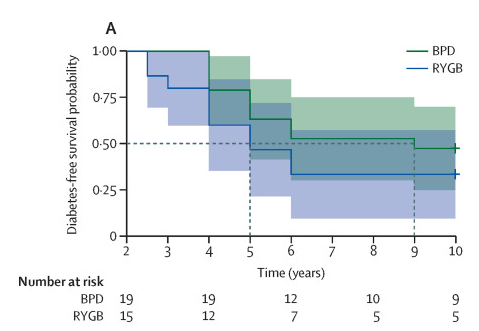 A
1·00
0·75
0·50
0·25
0
Diabetes-free survival probability
BPD
RYGB
2 3 4 5 6 7 8 9 10
Time (years)
Number at risk
BPD 19 19 12 10 9
RYGB 15 12 7 5 5